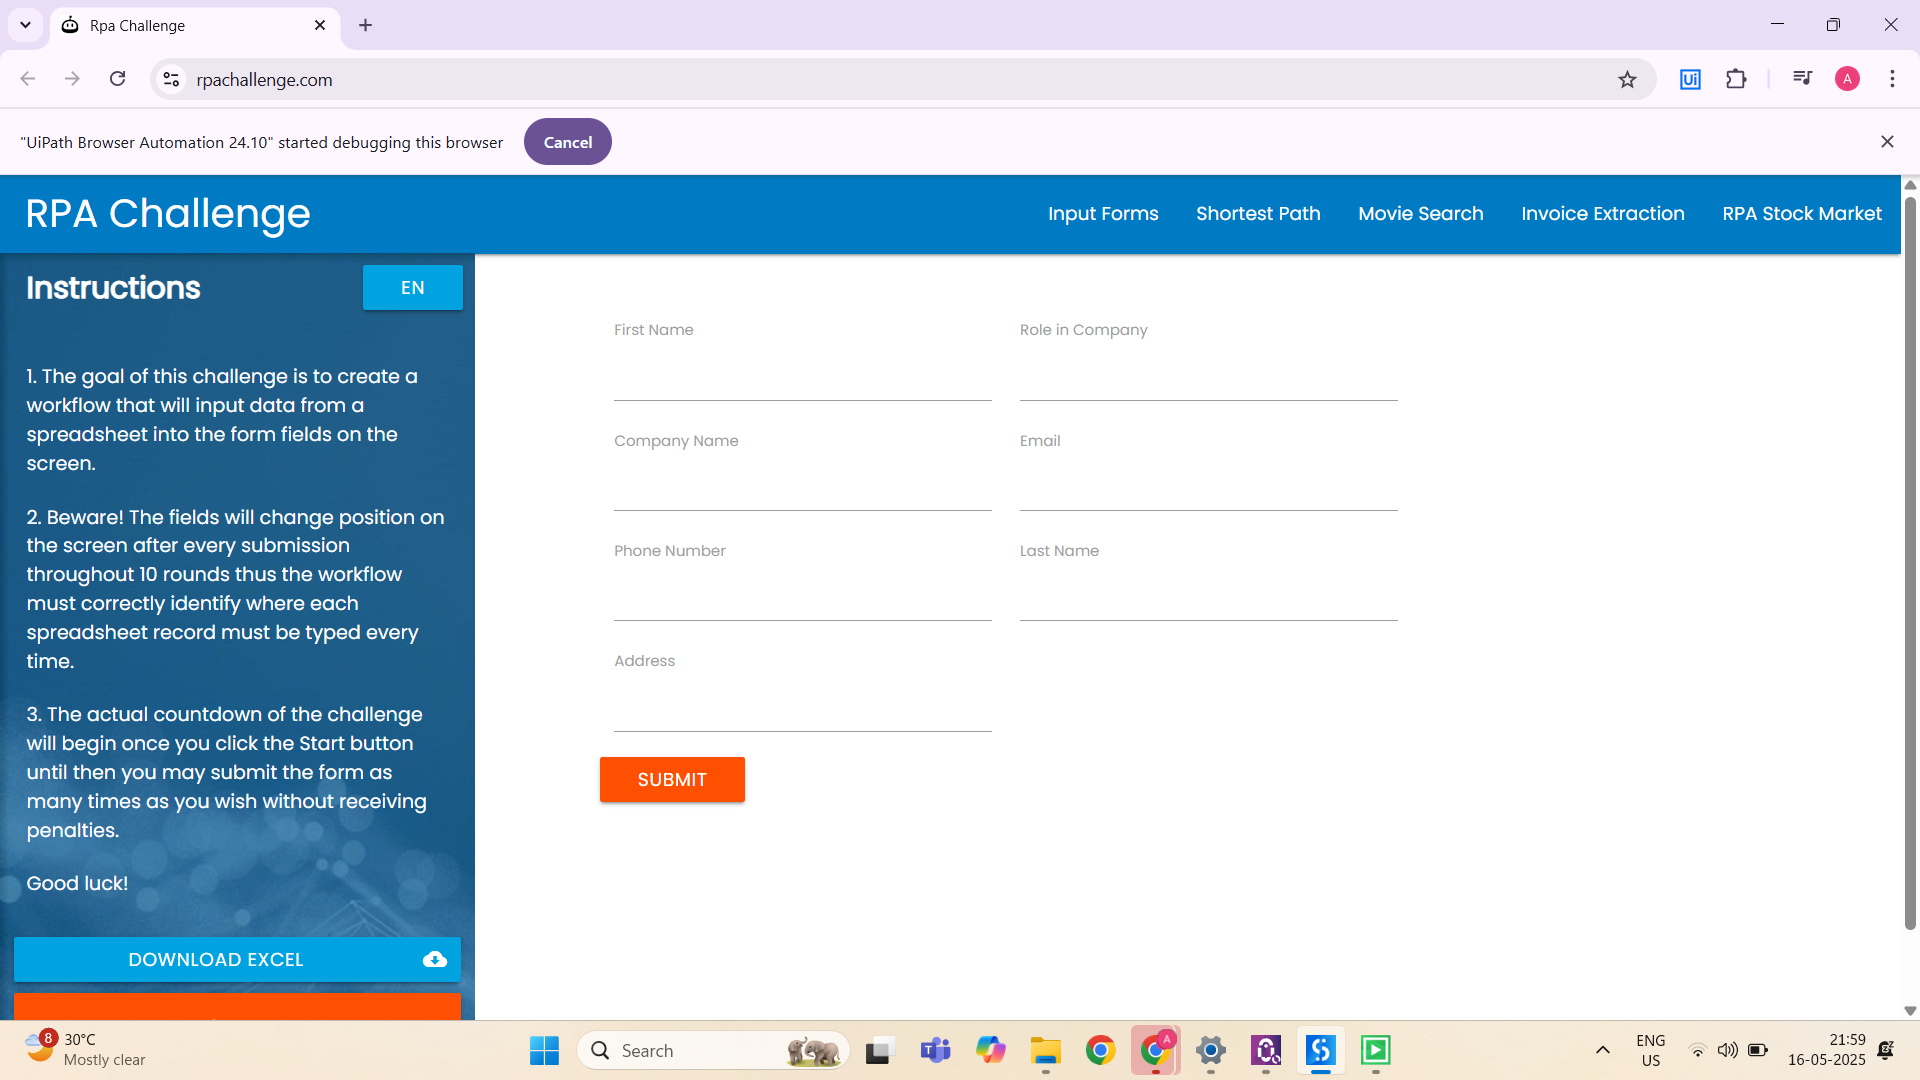 Rpa Challenge
rpachallenge.com
Ui
A
"UiPath Browser Automation 24.10" started debugging this browser
Cancel
RPA Challenge
Input Forms
Shortest Path
Movie Search
Invoice Extraction
RPA Stock Market
Instructions
EN
1. The goal of this challenge is to create a
workflow that will input data from a
spreadsheet into the form fields on the
screen.
2. Beware! The fields will change position on
the screen after every submission
throughout 10 rounds thus the workflow
must correctly identify where each
spreadsheet record must be typed every
time.
3. The actual countdown of the challenge
will begin once you click the Start button
until then you may submit the form as
many times as you wish without receiving
penalties.
Good luck!
DOWNLOAD EXCEL
First Name
Role in Company
Company Name
Email
Phone Number
Last Name
Address
SUBMIT
8
30°C
Mostly clear
Search
A
ENG
US
21:59
16-05-2025